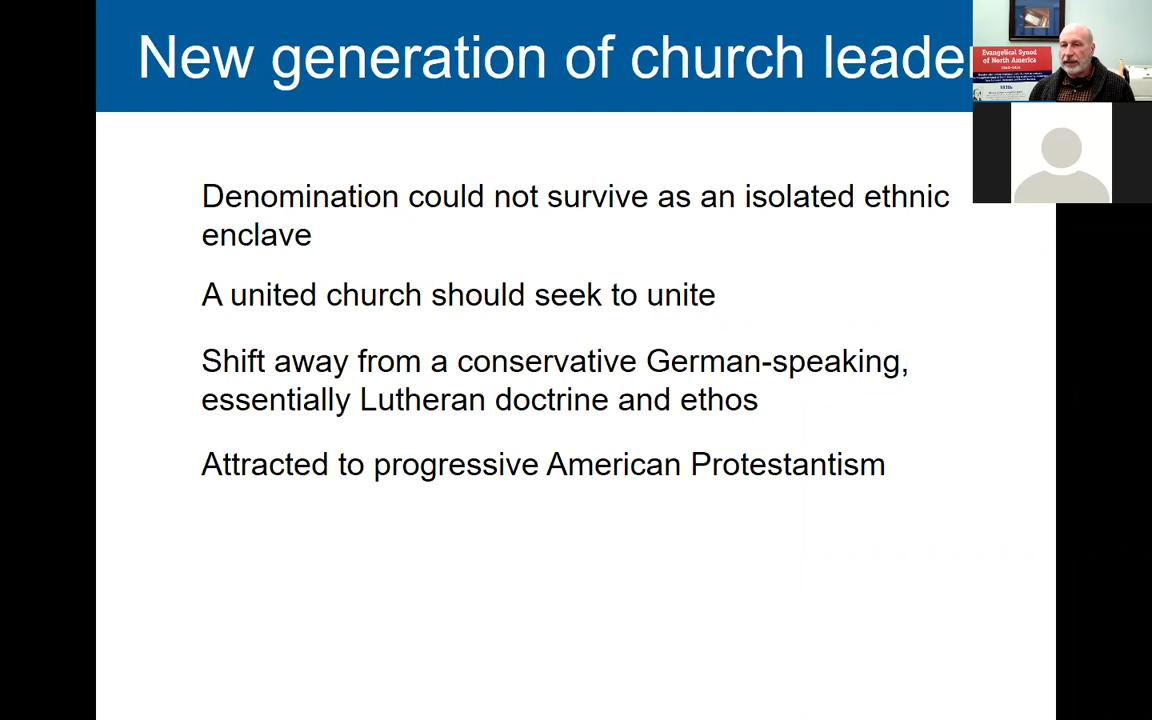 New generation of church leade
Evangelical Synod
of North America
Denomination could not survive as an isolated ethnic
enclave
A united church should seek to unite
Shift away from a conservative German-speaking,
essentially Lutheran doctrine and ethos
Attracted to progressive American Protestantism